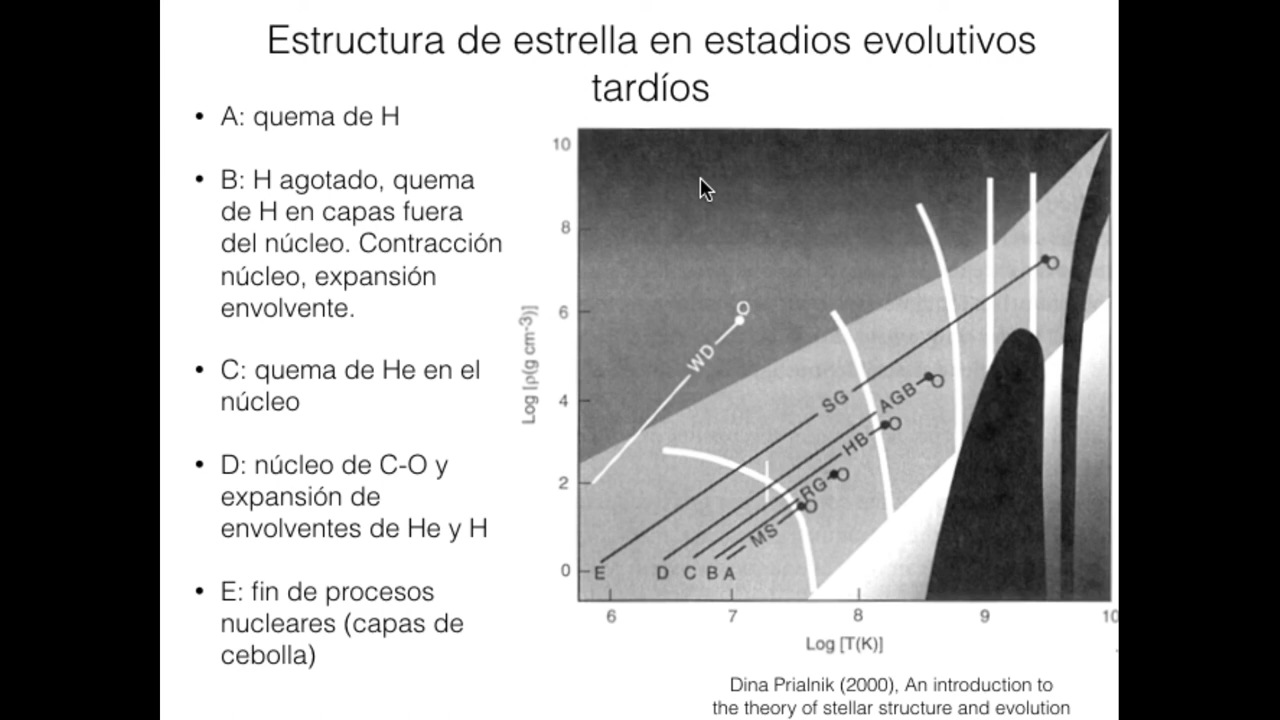 Estructura de estrella en estadios evolutivos
tardíos
• A: quema de H
• B: H agotado, quema
de H en capas fuera
del núcleo. Contracción
núcleo, expansión
envolvente.
• C: quema de He en el
núcleo
• D: núcleo de C-O y
expansión de
envolventes de He y H
• E: fin de procesos
nucleares (capas de
cebolla)
Log [ρ(g cm-3)]
10
8
6
4
2
0
O
WD
SG
O
AGB
O
HB
O
RG
O
MS
O
E D C B A
6 7 8 9 10
Log [T(K)]
Dina Prialnik (2000), An introduction to
the theory of stellar structure and evolution